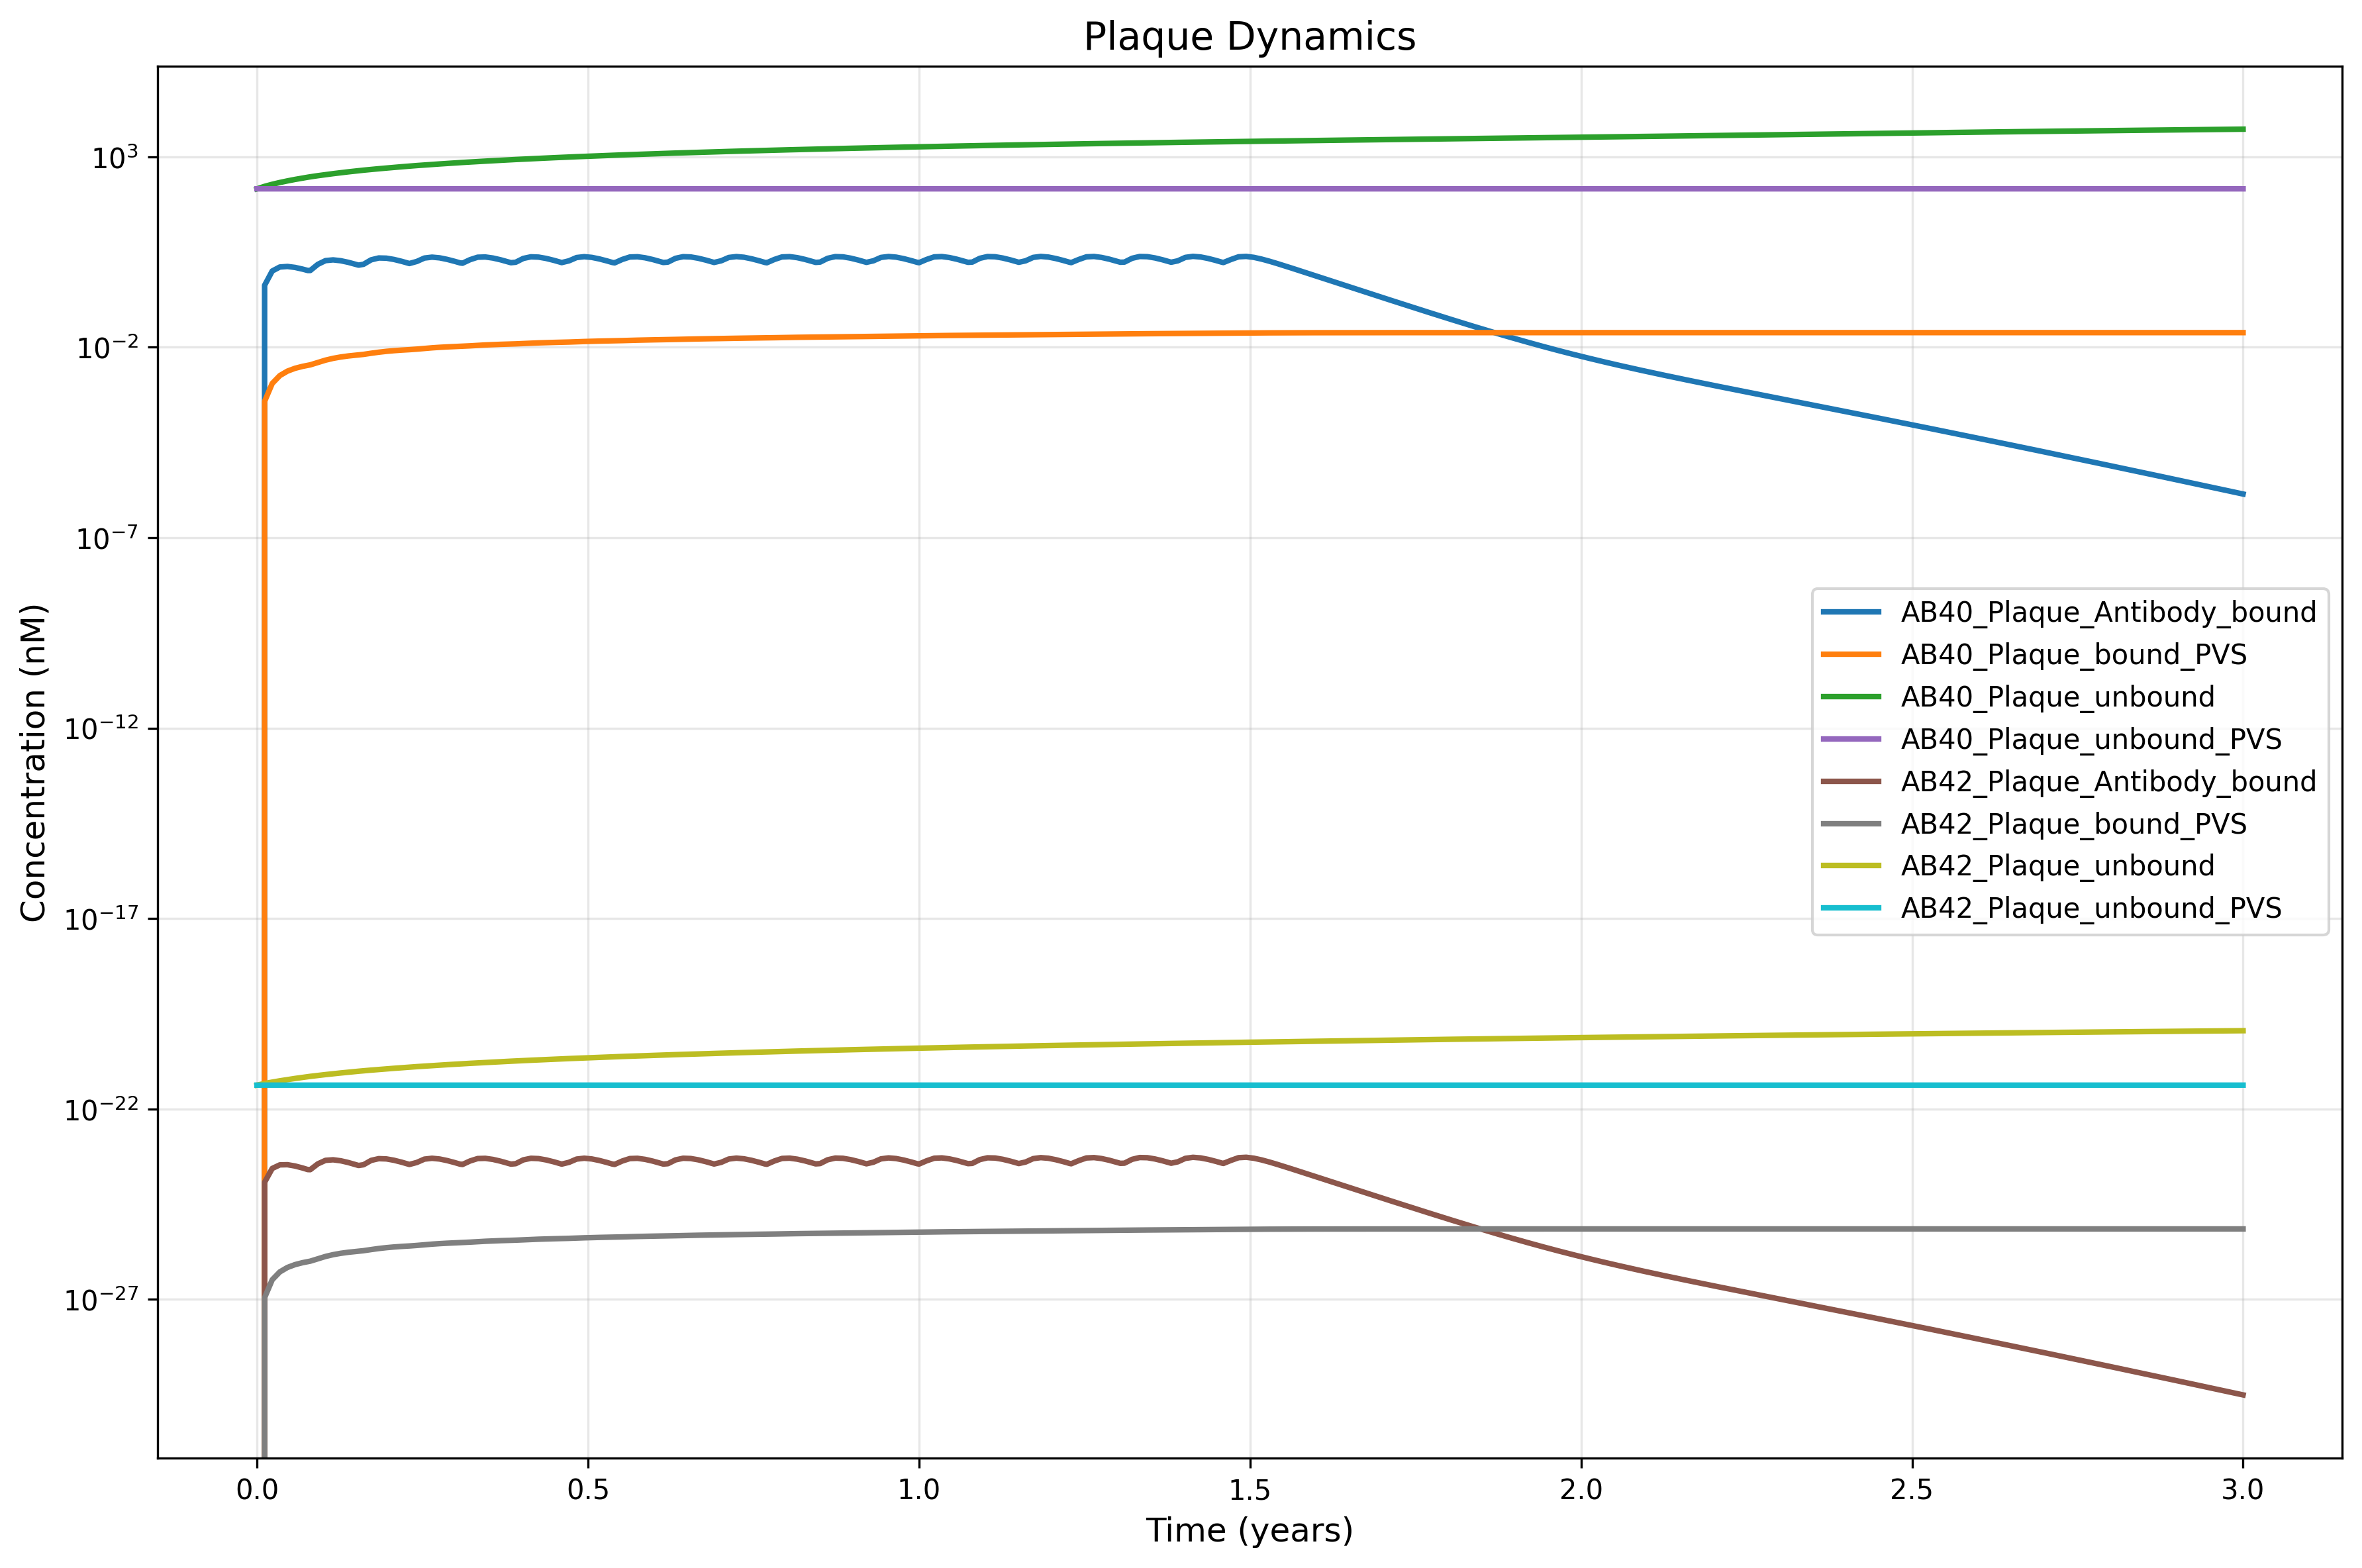 Plaque Dynamics
Concentration (nM)
10³
10⁻²
10⁻⁷
10⁻¹²
10⁻¹⁷
10⁻²²
10⁻²⁷
AB40_Plaque_Antibody_bound
AB40_Plaque_bound_PVS
AB40_Plaque_unbound
AB40_Plaque_unbound_PVS
AB42_Plaque_Antibody_bound
AB42_Plaque_bound_PVS
AB42_Plaque_unbound
AB42_Plaque_unbound_PVS
0.0 0.5 1.0 1.5 2.0 2.5 3.0
Time (years)